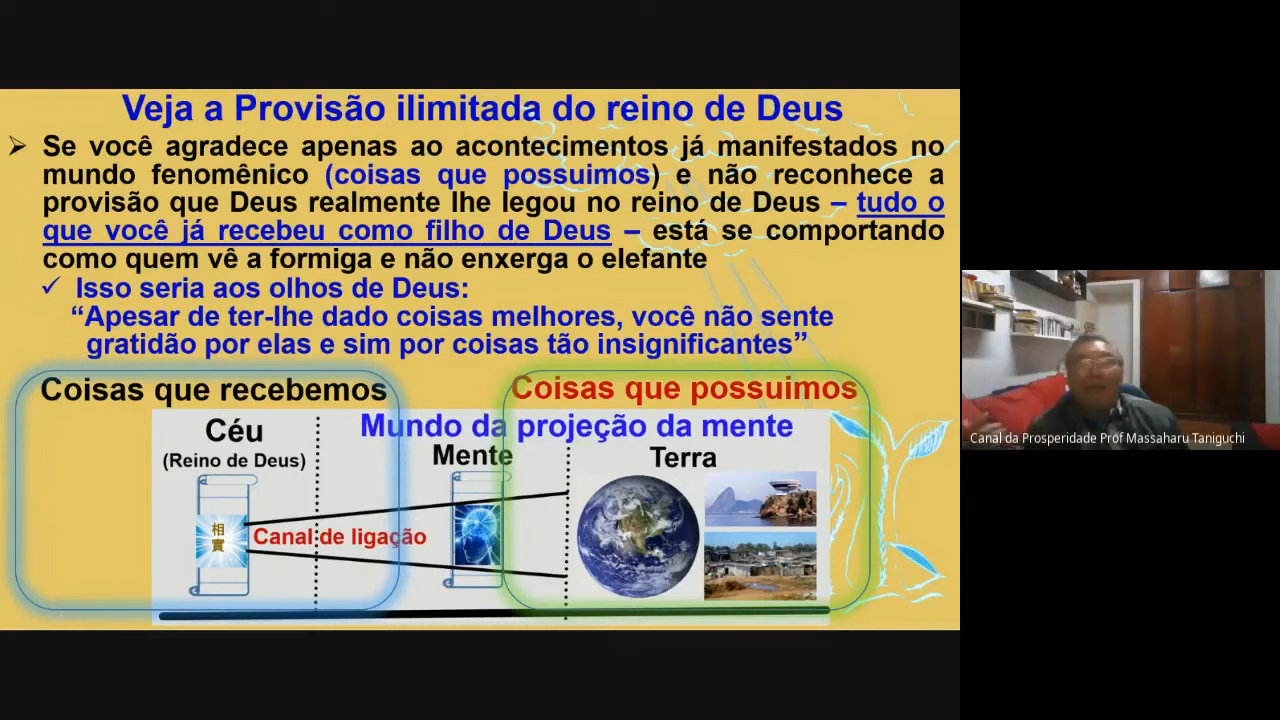 Veja a Provisão ilimitada do reino de Deus
➢ Se você agradece apenas ao acontecimentos já manifestados no
mundo fenomênico (coisas que possuimos) e não reconhece a
provisão que Deus realmente lhe legou no reino de Deus – tudo o
que você já recebeu como filho de Deus – está se comportando
como quem vê a formiga e não enxerga o elefante
✓ Isso seria aos olhos de Deus:
“Apesar de ter-lhe dado coisas melhores, você não sente
gratidão por elas e sim por coisas tão insignificantes”
Coisas que recebemos
Coisas que possuimos
Céu
(Reino de Deus)
Mundo da projeção da mente
Mente
Terra
相
實
Canal de ligação
Canal da Prosperidade Prof Massaharu Taniguchi